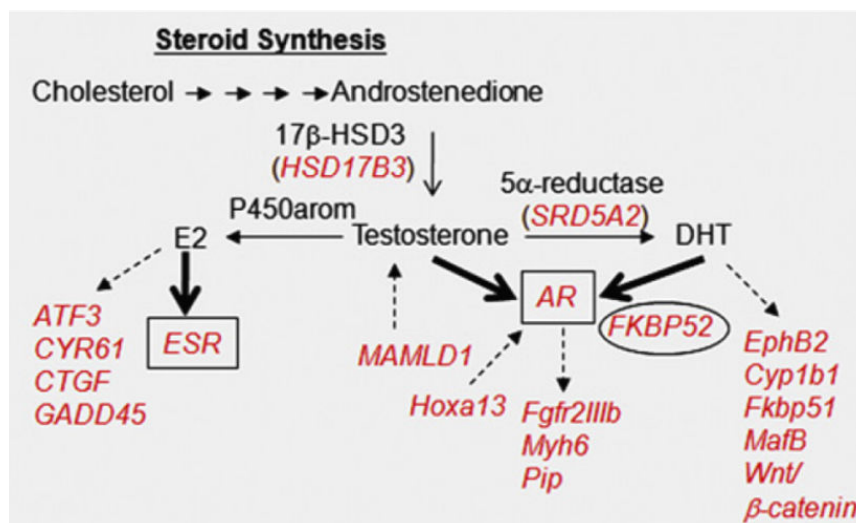 Steroid Synthesis
Cholesterol Androstenedione
17β-HSD3
(HSD17B3)
5α-reductase
(SRD5A2)
P450arom
E2 Testosterone DHT
ATF3
CYR61
CTGF
GADD45
ESR
MAMLD1
Hoxa13
AR
FKBP52
Fgfr2IIIb
Myh6
Pip
EphB2
Cyp1b1
Fkbp51
MafB
Wnt/
β-catenin